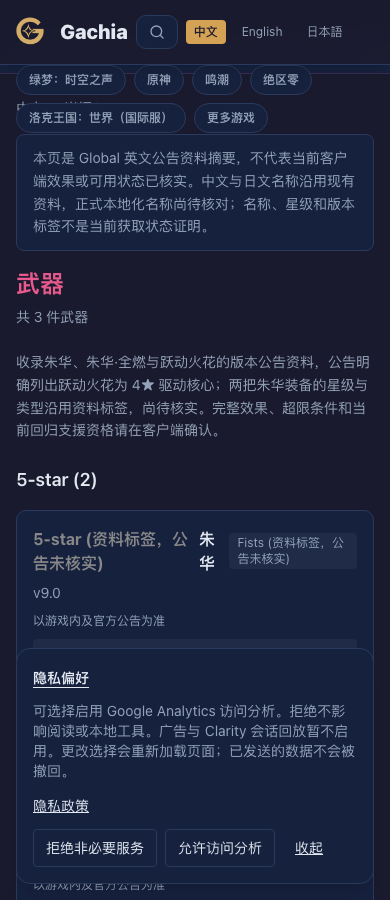 Gachia
中文
English
日本語
绿梦：时空之声
原神
鸣潮
绝区零
洛克王国：世界（国际服）
更多游戏
本页是 Global 英文公告资料摘要，不代表当前客户
端效果或可用状态已核实。中文与日文名称沿用现有
资料，正式本地化名称尚待核对；名称、星级和版本
标签不是当前获取状态证明。
武器
共 3 件武器
收录朱华、朱华·全燃与跃动火花的版本公告资料，公告明
确列出跃动火花为 4★ 驱动核心；两把朱华装备的星级与
类型沿用资料标签，尚待核实。完整效果、超限条件和当
前回归支援资格请在客户端确认。
5-star (2)
5-star (资料标签，公
告未核实)
朱
华
Fists (资料标签，公
告未核实)
v9.0
以游戏内及官方公告为准
隐私偏好
可选择启用 Google Analytics 访问分析。拒绝不影
响阅读或本地工具。广告与 Clarity 会话回放暂不启
用。更改选择会重新加载页面；已发送的数据不会被
撤回。
隐私政策
拒绝非必要服务
允许访问分析
收起
以游戏内及官方公告为准